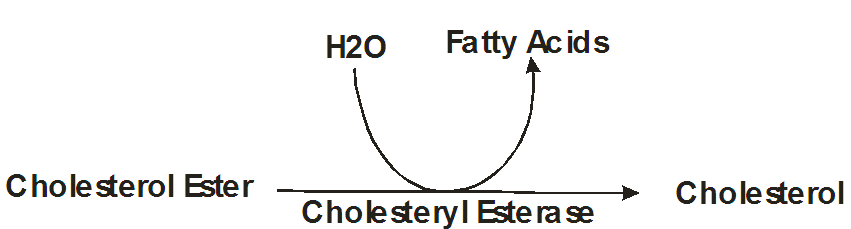 H2O
Fatty Acids
Cholesterol Ester
Cholesteryl Esterase
Cholesterol